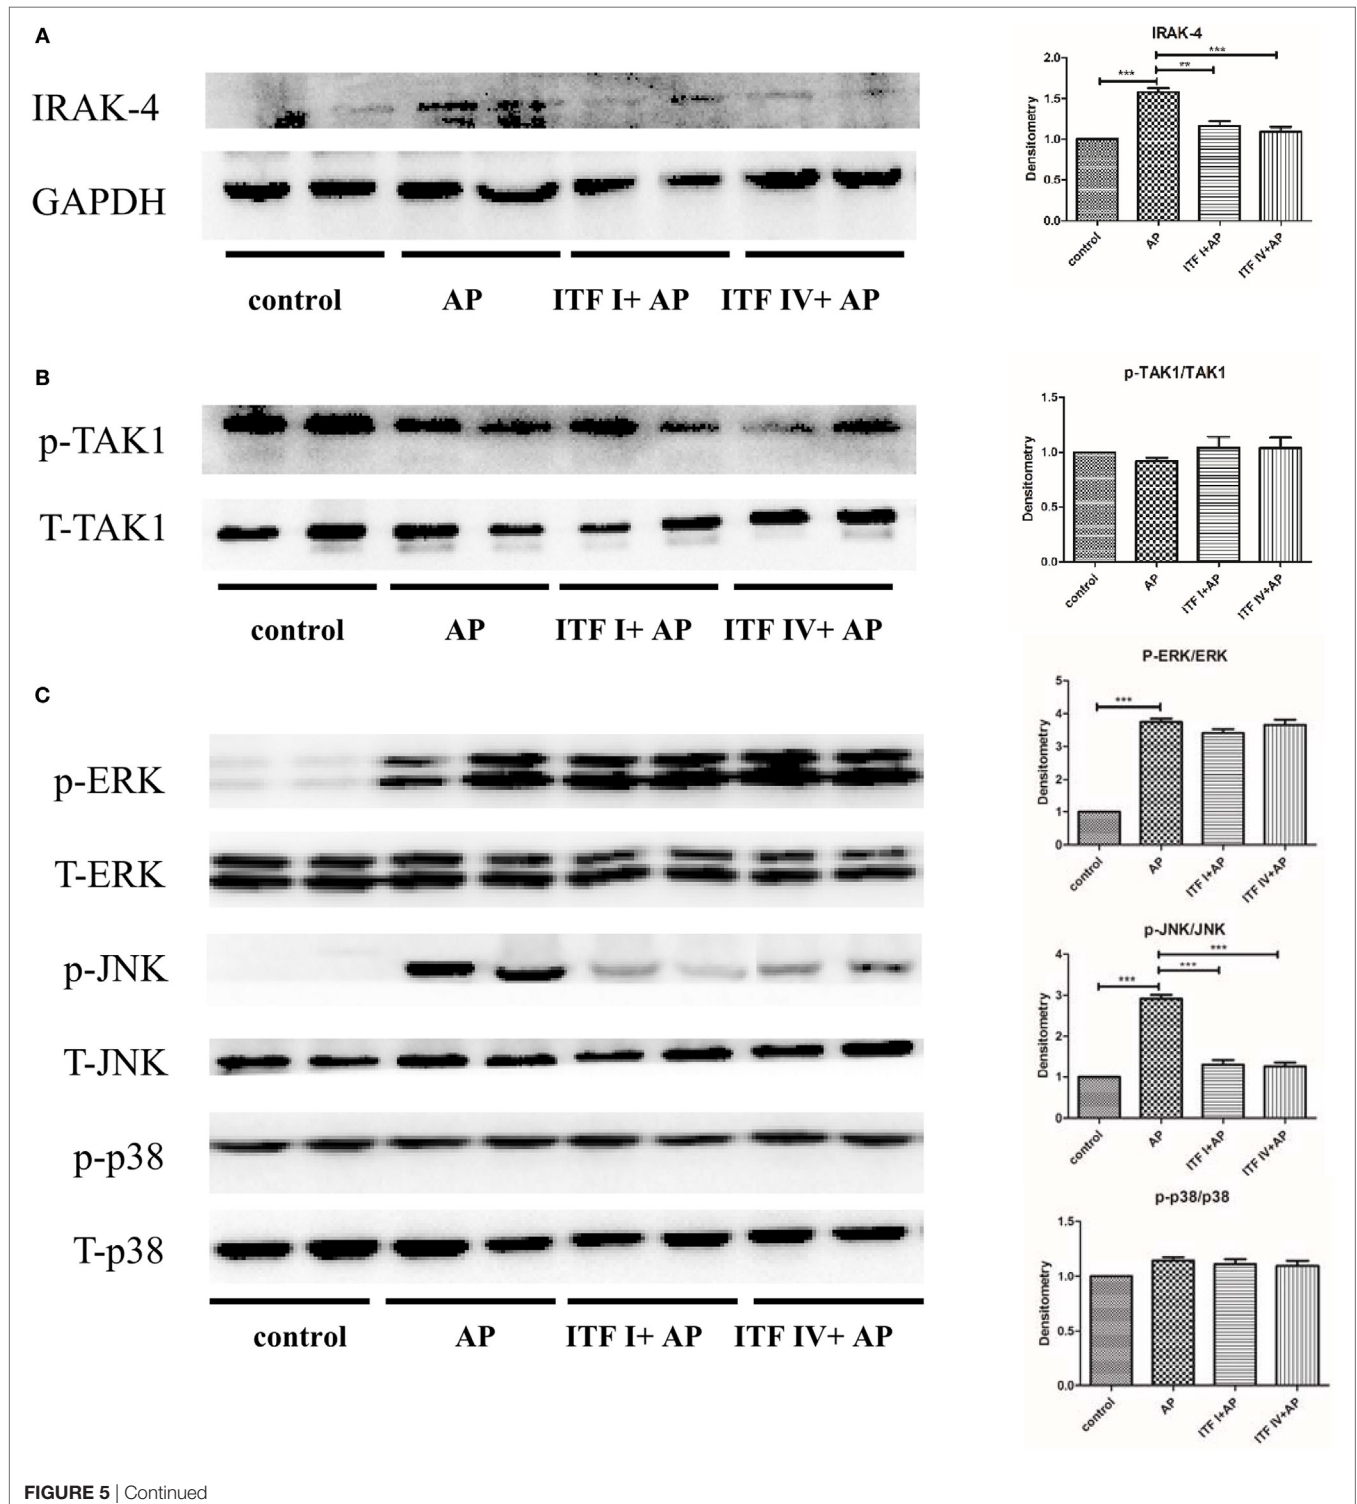 A
IRAK-4
GAPDH
control AP ITF I+ AP ITF IV+ AP
IRAK-4
Densitometry
2.0
1.5
1.0
0.5
0.0
***
**
***
control AP ITF I+AP ITF IV+AP
B
p-TAK1
T-TAK1
control AP ITF I+ AP ITF IV+ AP
p-TAK1/TAK1
Densitometry
1.5
1.0
0.5
0.0
control AP ITF I+AP ITF IV+AP
C
p-ERK
T-ERK
p-JNK
T-JNK
p-p38
T-p38
control AP ITF I+ AP ITF IV+ AP
P-ERK/ERK
Densitometry
5
4
3
2
1
0
***
control AP ITF I+AP ITF IV+AP
p-JNK/JNK
Densitometry
4
3
2
1
0
***
***
***
control AP ITF I+AP ITF IV+AP
p-p38/p38
Densitometry
1.5
1.0
0.5
0.0
control AP ITF I+AP ITF IV+AP
FIGURE 5 | Continued